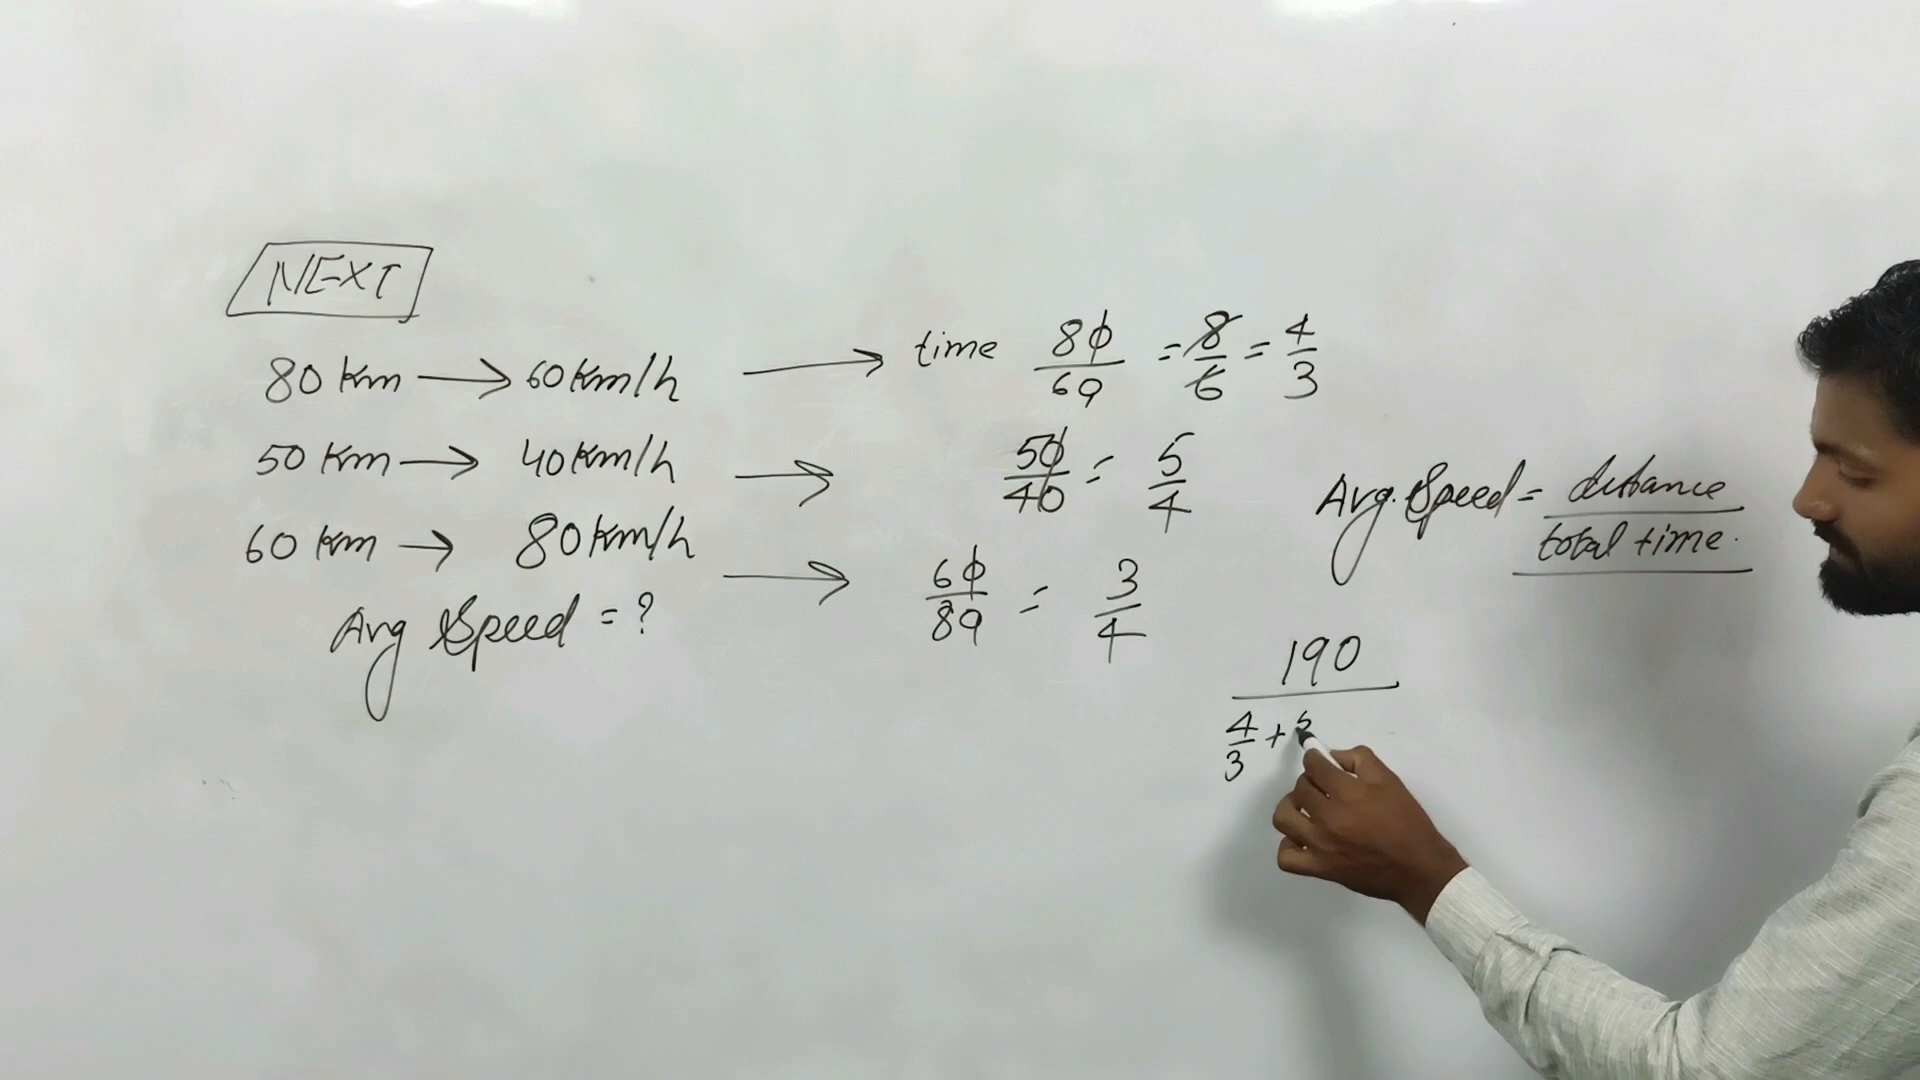 NEXT
80 Km → 60 Km/h → time 80/60 = 8/6 = 4/3
50 Km → 40 Km/h → 50/40 = 5/4
60 Km → 80 Km/h → 60/80 = 3/4
Avg Speed = ?
Avg. Speed = distance
total time.
190
4/3 + 5